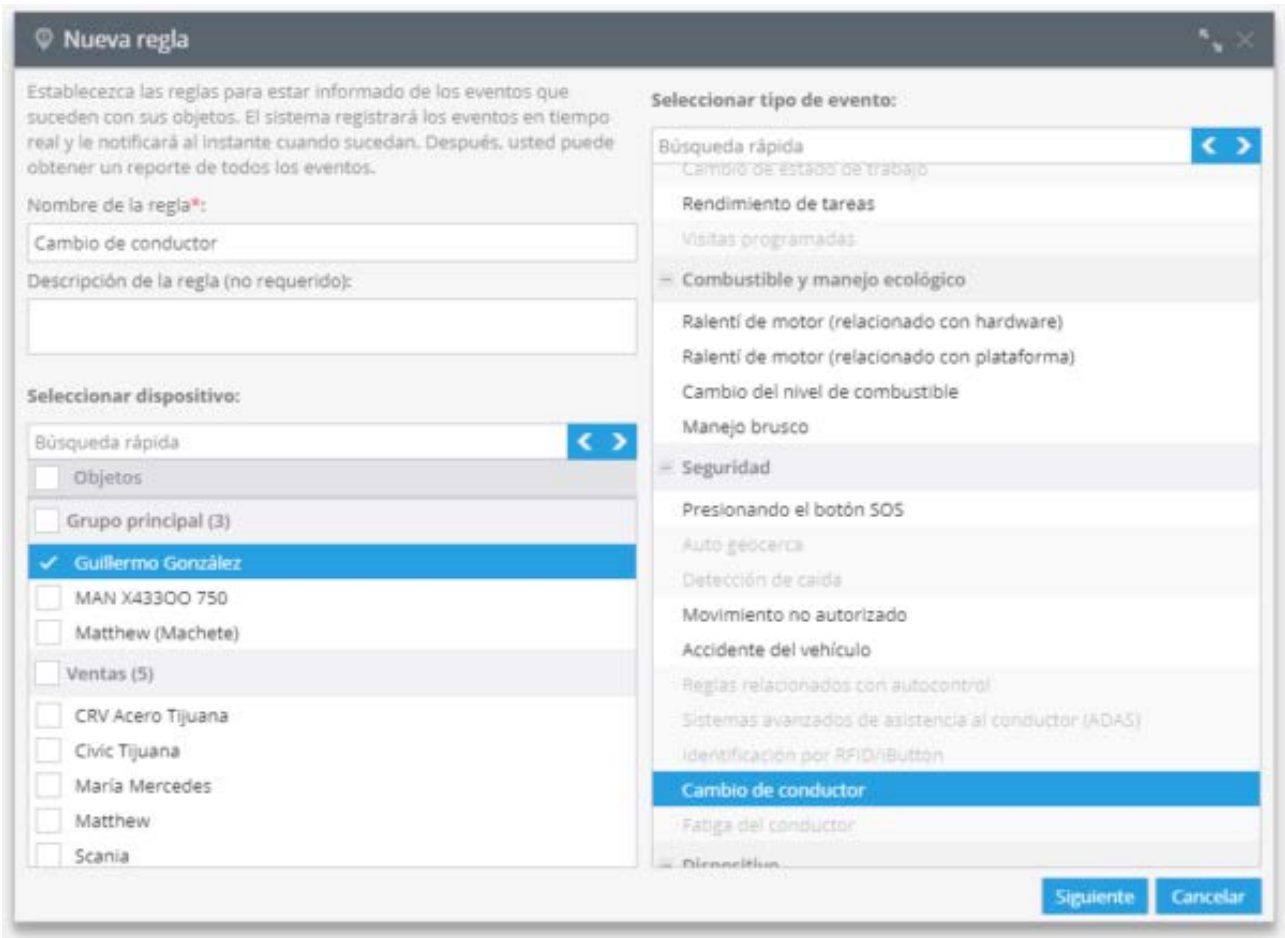 Nueva regla
Establecezca las reglas para estar informado de los eventos que
suceden con sus objetos. El sistema registrará los eventos en tiempo
real y le notificará al instante cuando sucedan. Después, usted puede
obtener un reporte de todos los eventos.
Nombre de la regla*:
Cambio de conductor
Descripción de la regla (no requerido):
Seleccionar dispositivo:
Búsqueda rápida
Objetos
Grupo principal (3)
Guillermo González
MAN X433OO 750
Matthew (Machete)
Ventas (5)
CRV Acero Tijuana
Civic Tijuana
María Mercedes
Matthew
Scania
Seleccionar tipo de evento:
Búsqueda rápida
Cambio de estado de trabajo
Rendimiento de tareas
Visitas programadas
Combustible y manejo ecológico
Ralentí de motor (relacionado con hardware)
Ralentí de motor (relacionado con plataforma)
Cambio del nivel de combustible
Manejo brusco
Seguridad
Presionando el botón SOS
Auto geocerca
Detección de caida
Movimiento no autorizado
Accidente del vehículo
Reglas relacionados con autocontrol
Sistemas avanzados de asistencia al conductor (ADAS)
Identificación por RFID/iButton
Cambio de conductor
Fatiga del conductor
Dispositivo
Siguiente
Cancelar